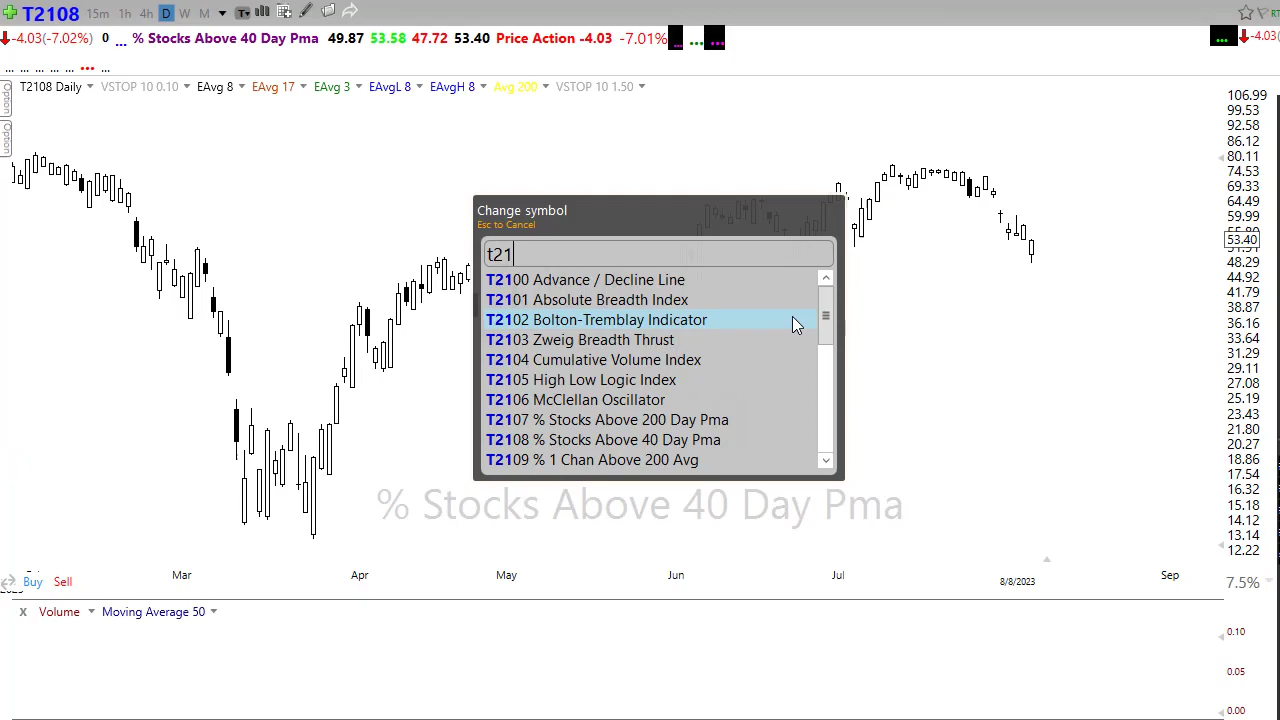 T2108 15m 1h 4h D W M T
-4.03(-7.02%) 0 ... % Stocks Above 40 Day Pma 49.87 53.58 47.72 53.40 Price Action -4.03 -7.01% ... ... ... ... -4.03(
... ... ... ... ... ... ...
T2108 Daily VSTOP 10 0.10 EAvg 8 EAvg 17 EAvg 3 EAvgL 8 EAvgH 8 Avg 200 VSTOP 10 1.50
Option
Option
106.99
99.53
92.58
86.12
80.11
74.53
69.33
64.49
59.99
53.40
48.29
44.92
41.79
38.87
36.16
33.64
31.29
29.11
27.08
25.19
23.43
21.80
20.27
18.86
17.54
16.32
15.18
14.12
13.14
12.22
Change symbol
Esc to Cancel
t21
T2100 Advance / Decline Line
T2101 Absolute Breadth Index
T2102 Bolton-Tremblay Indicator
T2103 Zweig Breadth Thrust
T2104 Cumulative Volume Index
T2105 High Low Logic Index
T2106 McClellan Oscillator
T2107 % Stocks Above 200 Day Pma
T2108 % Stocks Above 40 Day Pma
T2109 % 1 Chan Above 200 Avg
% Stocks Above 40 Day Pma
Mar Apr May Jun Jul 8/8/2023 Sep
Buy Sell 7.5%
X Volume Moving Average 50
0.10
0.05
0.00